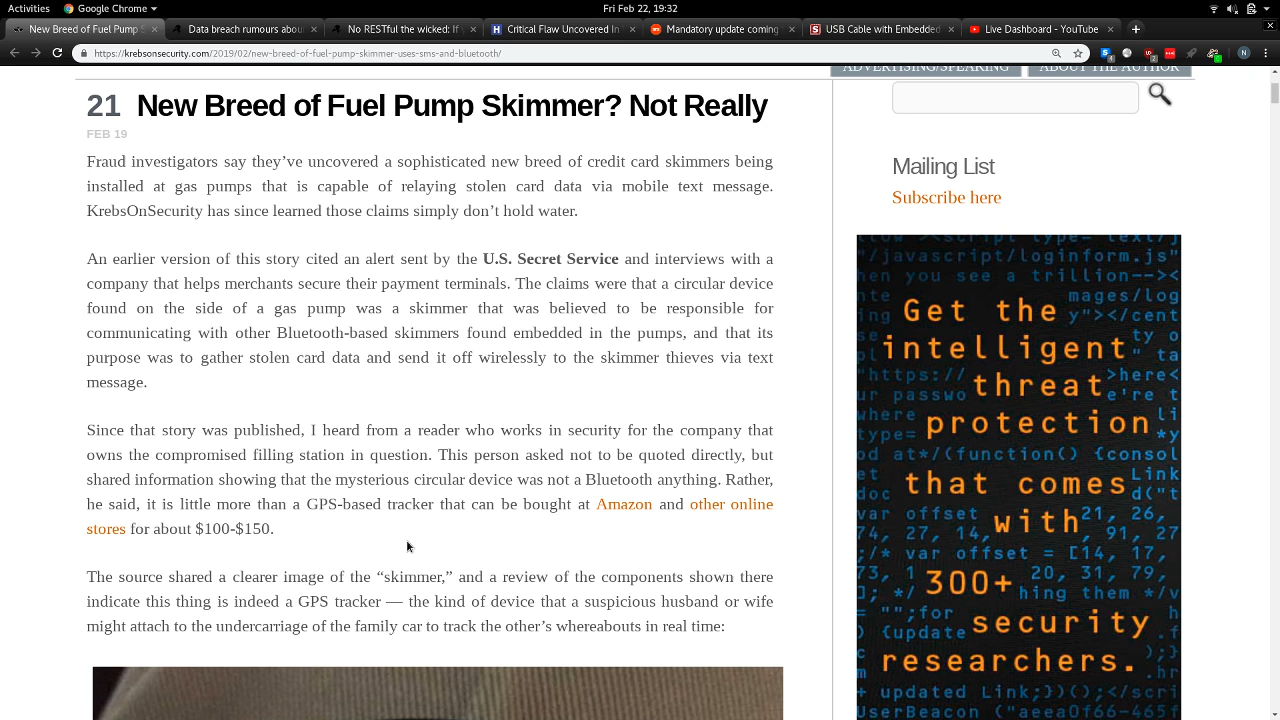 Activities
Google Chrome
Fri Feb 22, 19:32
New Breed of Fuel Pump S
Data breach rumours abou
No RESTful the wicked: If
Critical Flaw Uncovered In
Mandatory update coming
USB Cable with Embedded
Live Dashboard - YouTube
https://krebsonsecurity.com/2019/02/new-breed-of-fuel-pump-skimmer-uses-sms-and-bluetooth/
ADVERTISING/SPEAKING
ABOUT THE AUTHOR
21 New Breed of Fuel Pump Skimmer? Not Really
FEB 19
Fraud investigators say they’ve uncovered a sophisticated new breed of credit card skimmers being
installed at gas pumps that is capable of relaying stolen card data via mobile text message.
KrebsOnSecurity has since learned those claims simply don’t hold water.
An earlier version of this story cited an alert sent by the U.S. Secret Service and interviews with a
company that helps merchants secure their payment terminals. The claims were that a circular device
found on the side of a gas pump was a skimmer that was believed to be responsible for
communicating with other Bluetooth-based skimmers found embedded in the pumps, and that its
purpose was to gather stolen card data and send it off wirelessly to the skimmer thieves via text
message.
Since that story was published, I heard from a reader who works in security for the company that
owns the compromised filling station in question. This person asked not to be quoted directly, but
shared information showing that the mysterious circular device was not a Bluetooth anything. Rather,
he said, it is little more than a GPS-based tracker that can be bought at Amazon and other online
stores for about $100-$150.
The source shared a clearer image of the “skimmer,” and a review of the components shown there
indicate this thing is indeed a GPS tracker — the kind of device that a suspicious husband or wife
might attach to the undercarriage of the family car to track the other’s whereabouts in real time:
Mailing List
Subscribe here
Get the
intelligent
threat
protection
that comes
with
300+
security
researchers.